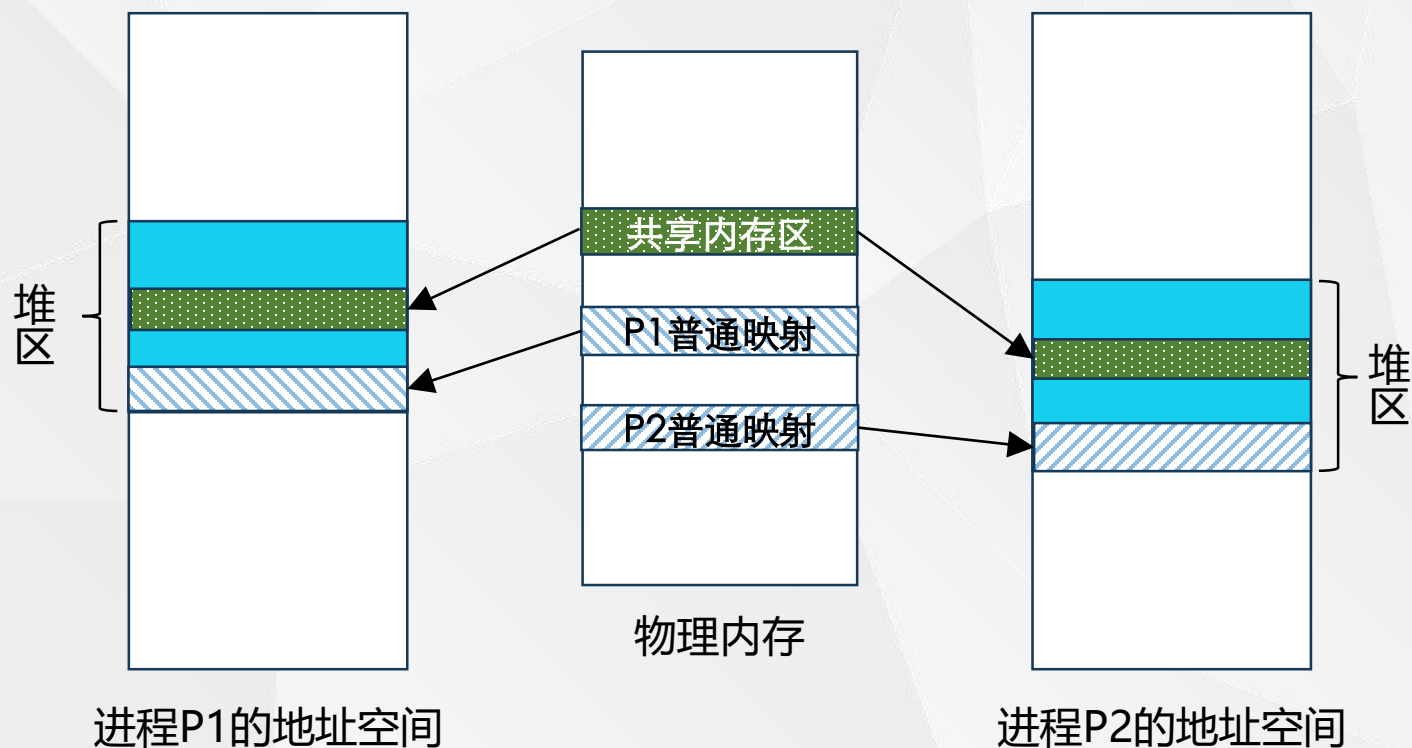 共享内存区
堆区
P1普通映射
堆区
P2普通映射
物理内存
进程P1的地址空间
进程P2的地址空间